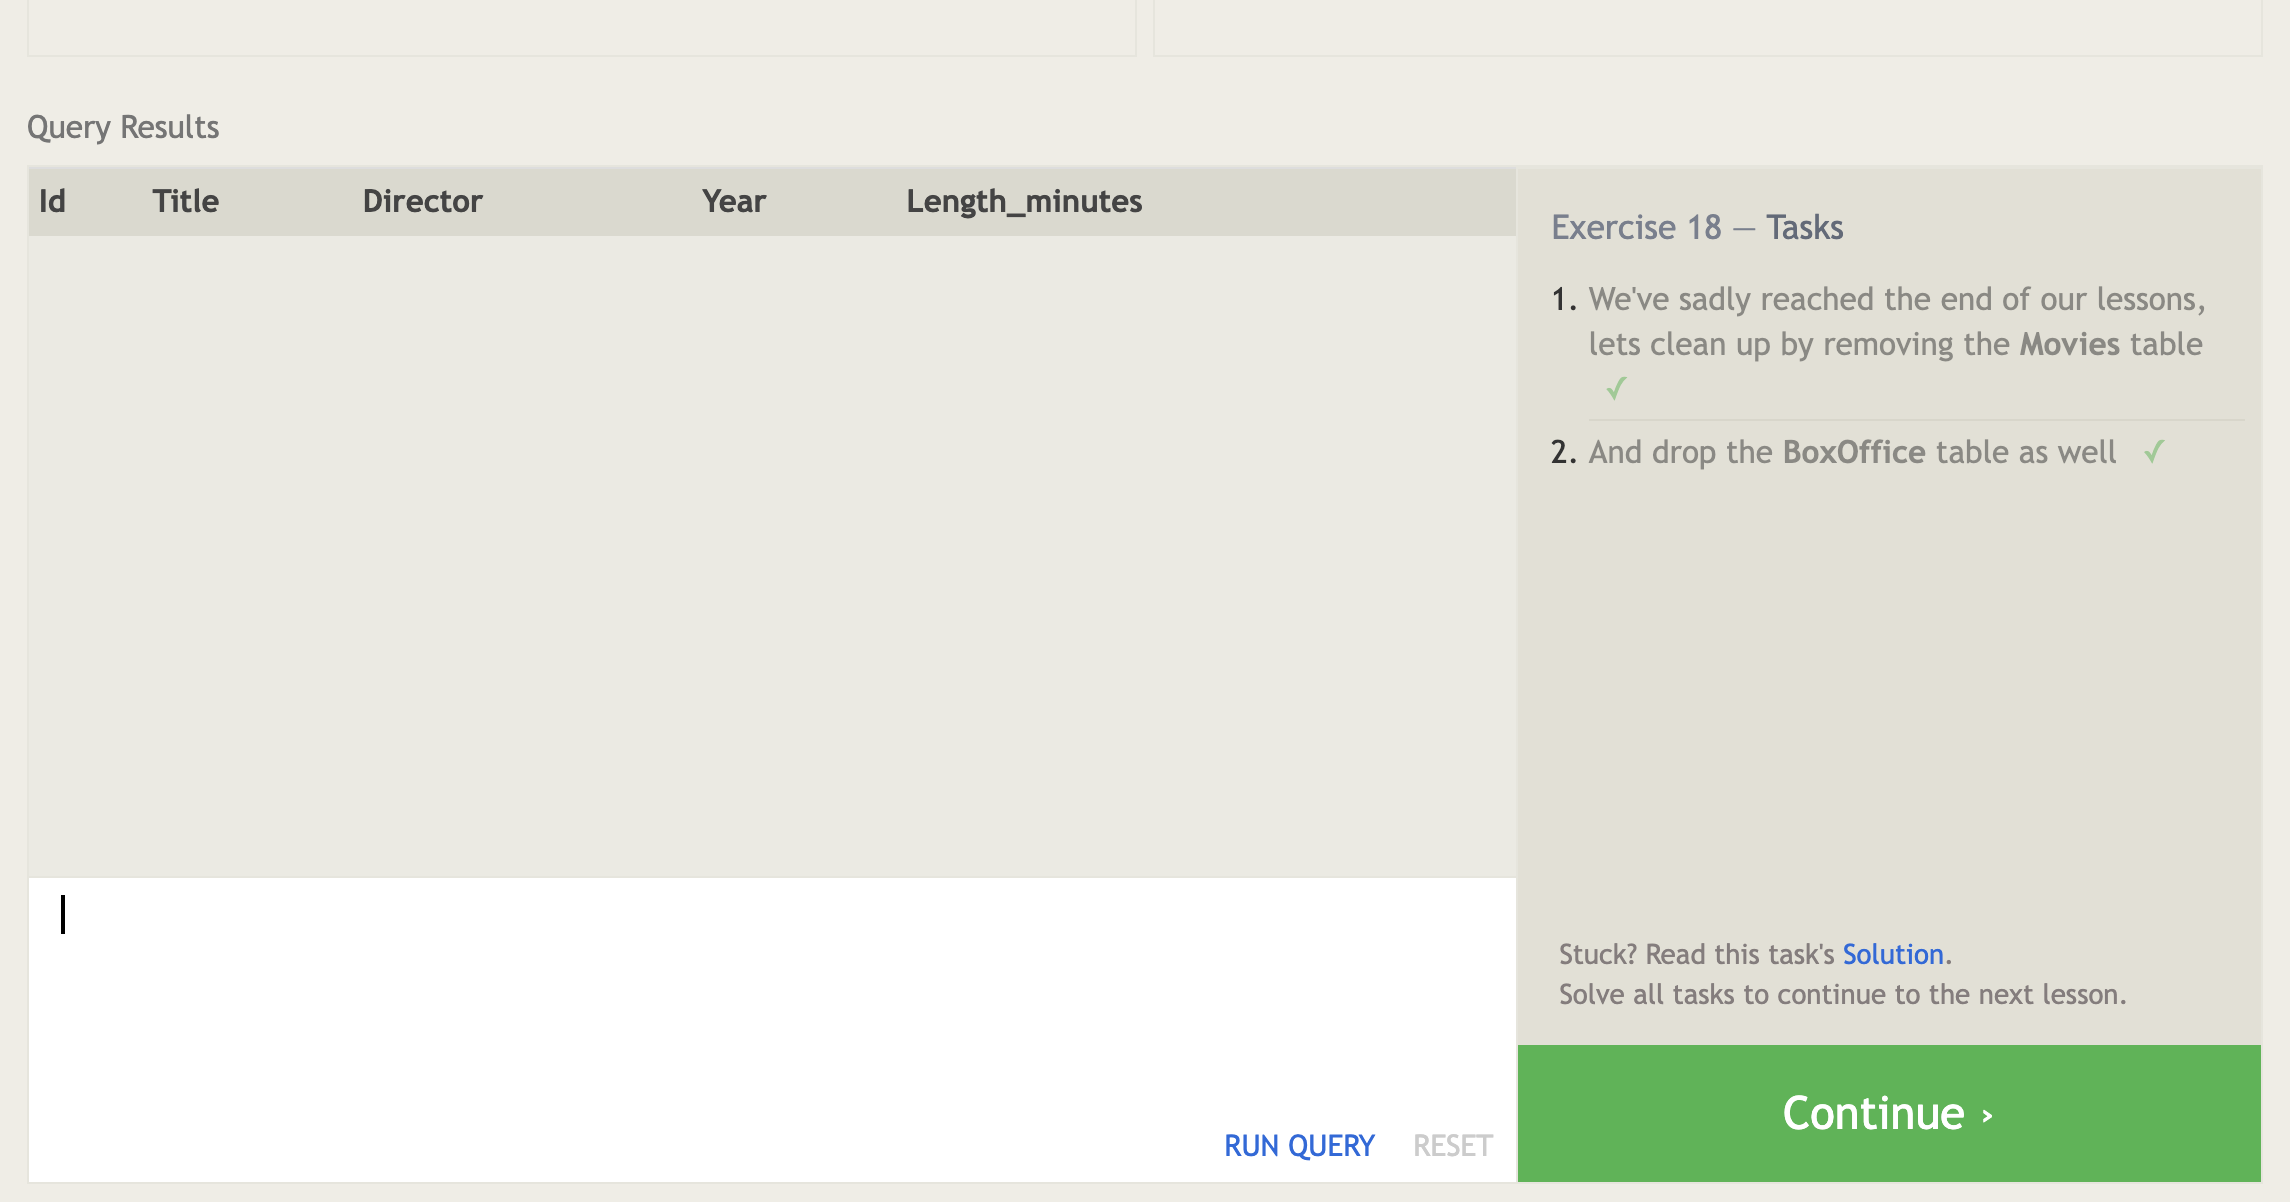 Query Results
Id Title Director Year Length_minutes
Exercise 18 — Tasks
1. We've sadly reached the end of our lessons,
lets clean up by removing the Movies table
✓
2. And drop the BoxOffice table as well ✓
Stuck? Read this task's Solution.
Solve all tasks to continue to the next lesson.
RUN QUERY RESET
Continue ›